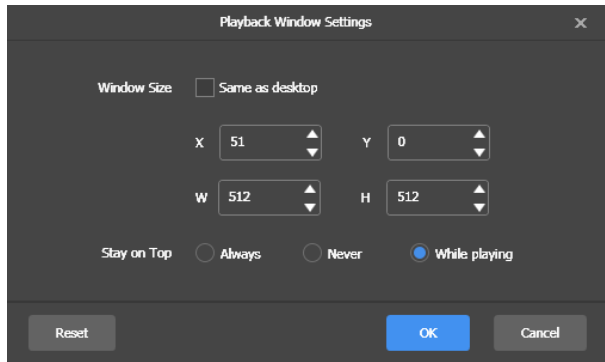 Playback Window Settings
Window Size Same as desktop
X 51 Y 0
W 512 H 512
Stay on Top Always Never While playing
Reset OK Cancel